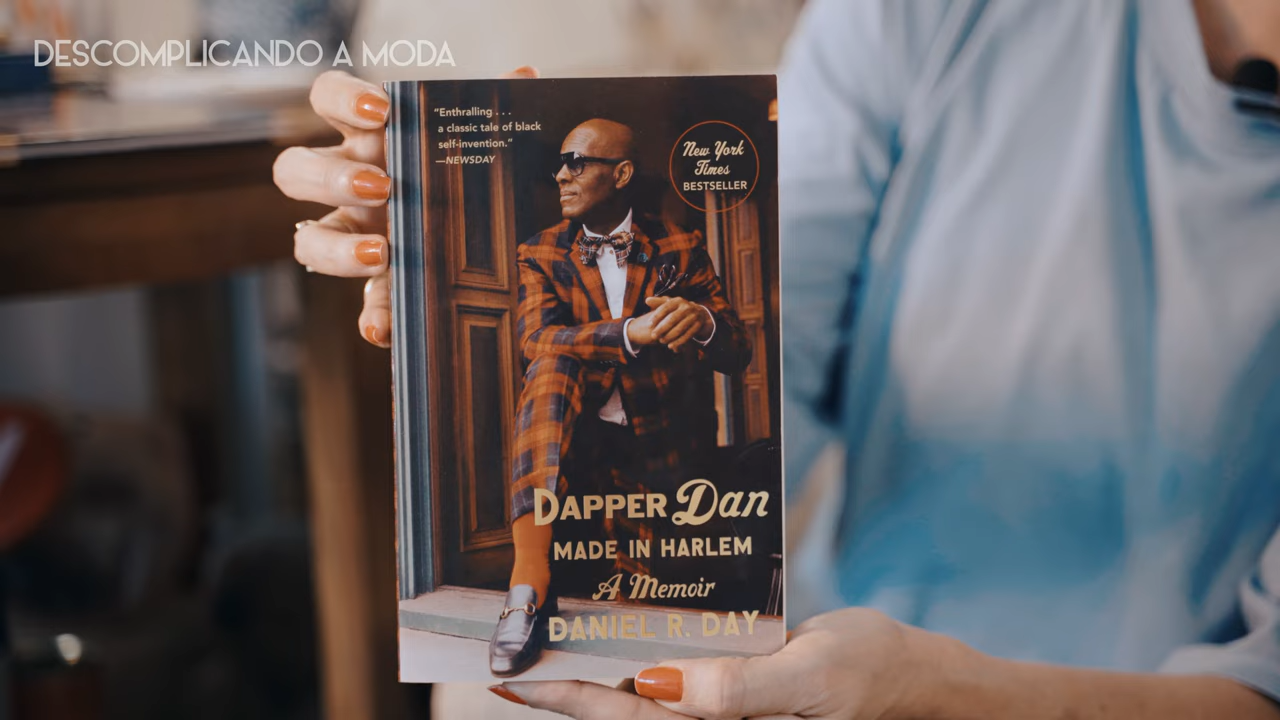 DESCOMPLICANDO A MODA
"Enthralling . . .
a classic tale of black
self-invention."
—NEWSDAY
New York
Times
BESTSELLER
DAPPER Dan
MADE IN HARLEM
A Memoir
DANIEL R. DAY